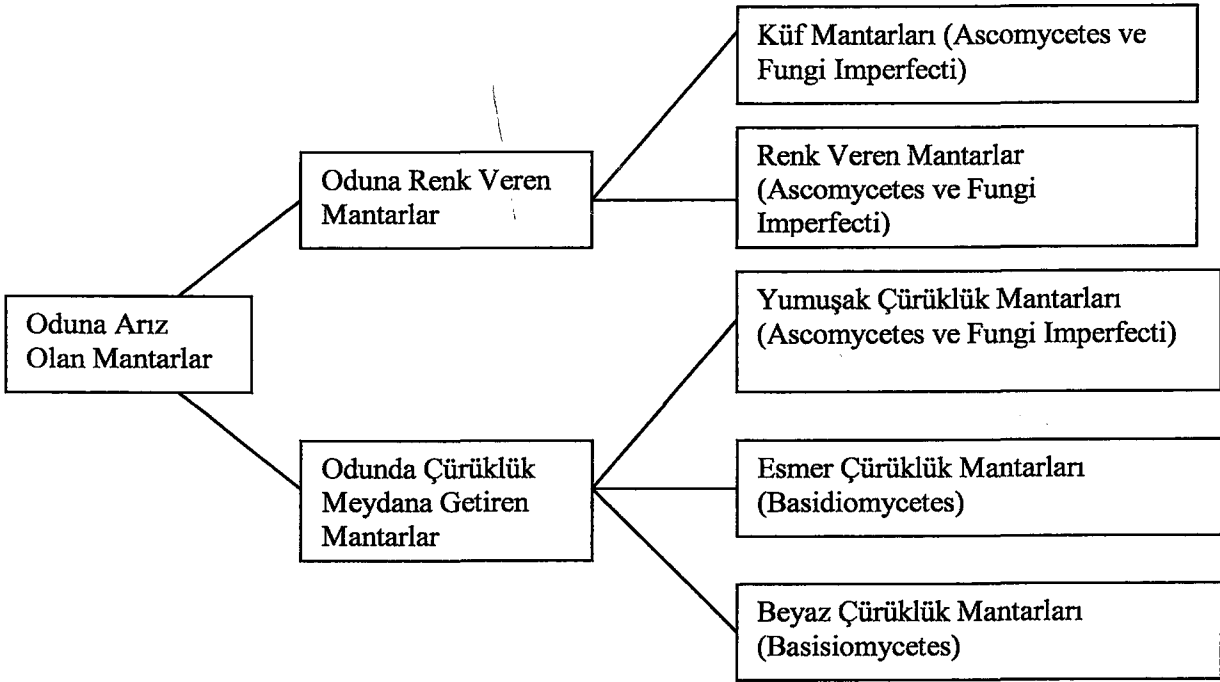 Küf Mantarları (Ascomycetes ve
Fungi Imperfecti)
Oduna Renk Veren
Mantarlar
Renk Veren Mantarlar
(Ascomycetes ve Fungi
Imperfecti)
Oduna Arız
Olan Mantarlar
Yumuşak Çürüklük Mantarları
(Ascomycetes ve Fungi Imperfecti)
Odunda Çürüklük
Meydana Getiren
Mantarlar
Esmer Çürüklük Mantarları
(Basidiomycetes)
Beyaz Çürüklük Mantarları
(Basisiomycetes)